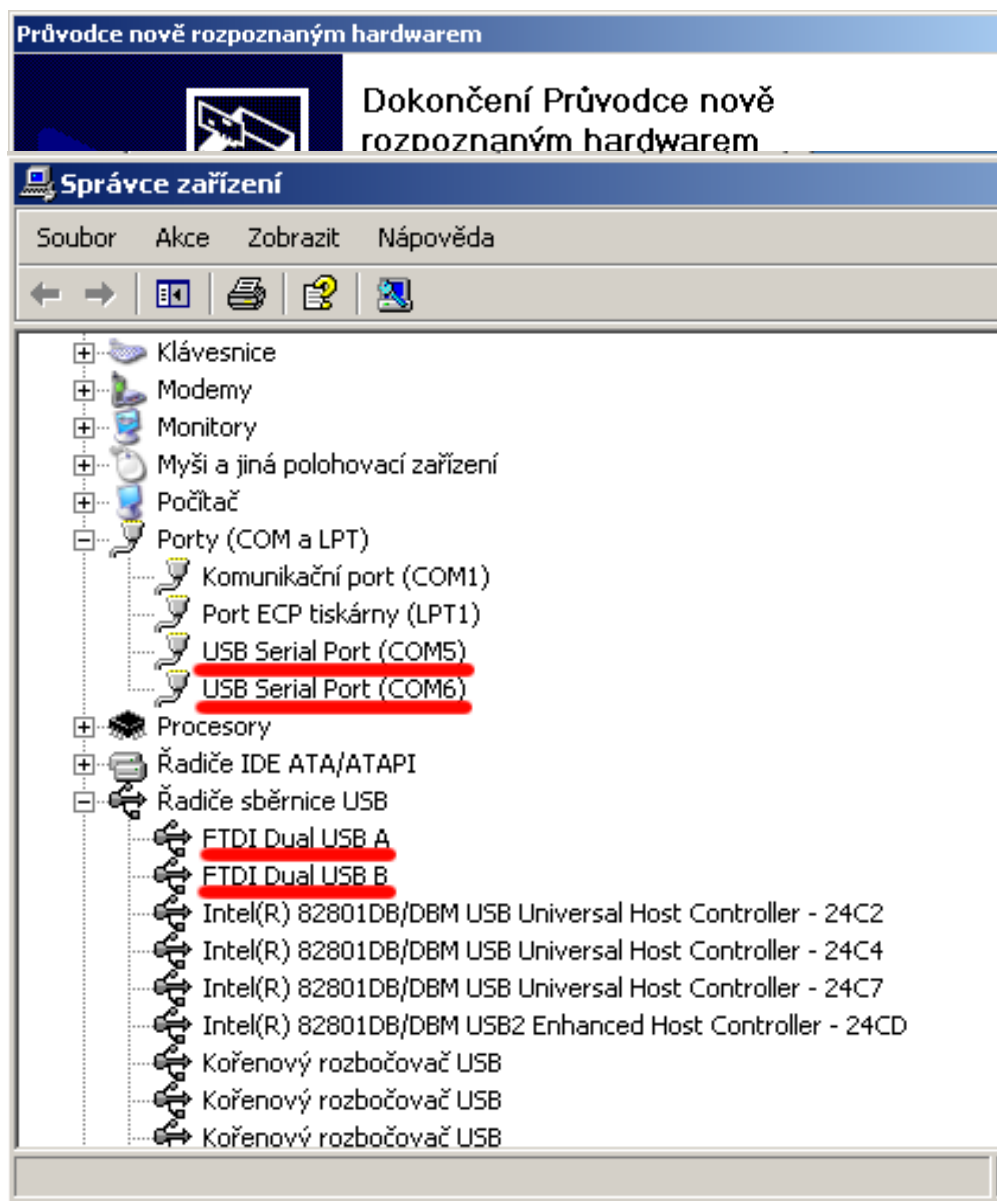 Průvodce nově rozpoznaným hardwarem
Dokončení Průvodce nově
rozpoznaným hardwarem
Správce zařízení
Soubor Akce Zobrazit Nápověda
Klávesnice
Modemy
Monitory
Myši a jiná polohovací zařízení
Počítač
Porty (COM a LPT)
Komunikační port (COM1)
Port ECP tiskárny (LPT1)
USB Serial Port (COM5)
USB Serial Port (COM6)
Procesory
Řadiče IDE ATA/ATAPI
Řadiče sběrnice USB
FTDI Dual USB A
FTDI Dual USB B
Intel(R) 82801DB/DBM USB Universal Host Controller - 24C2
Intel(R) 82801DB/DBM USB Universal Host Controller - 24C4
Intel(R) 82801DB/DBM USB Universal Host Controller - 24C7
Intel(R) 82801DB/DBM USB2 Enhanced Host Controller - 24CD
Kořenový rozbočovač USB
Kořenový rozbočovač USB
Kořenový rozbočovač USB